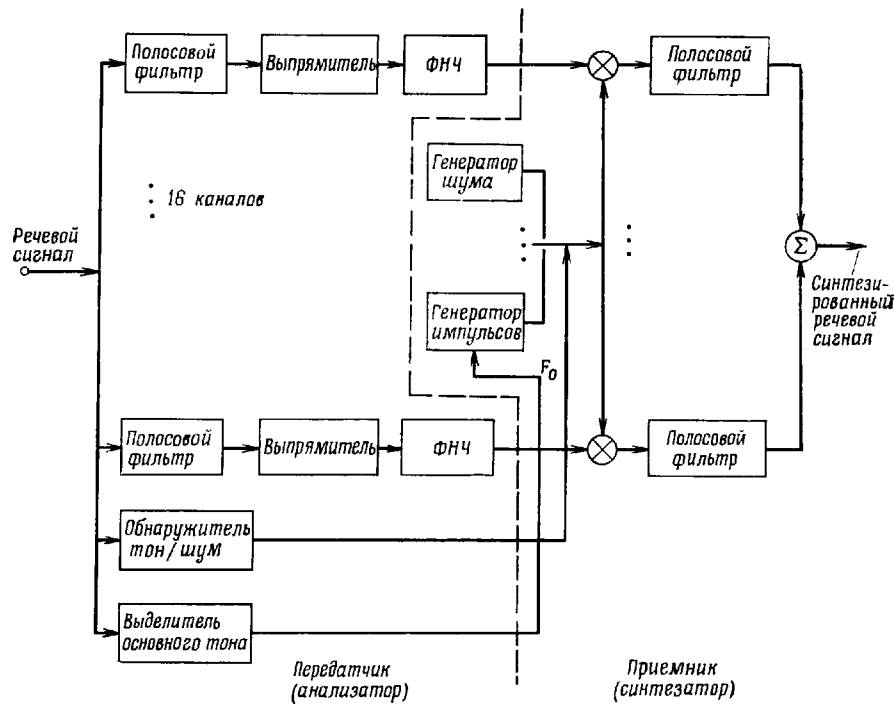 Полосовой
фильтр
Выпрямитель
ФНЧ
Полосовой
фильтр
Генератор
шума
16 каналов
Речевой
сигнал
Σ
Синтези-
рованный
речевой
сигнал
Генератор
импульсов
F₀
Полосовой
фильтр
Выпрямитель
ФНЧ
Полосовой
фильтр
Обнаружитель
тон/шум
Выделитель
основного тона
Передатчик
(анализатор)
Приемник
(синтезатор)